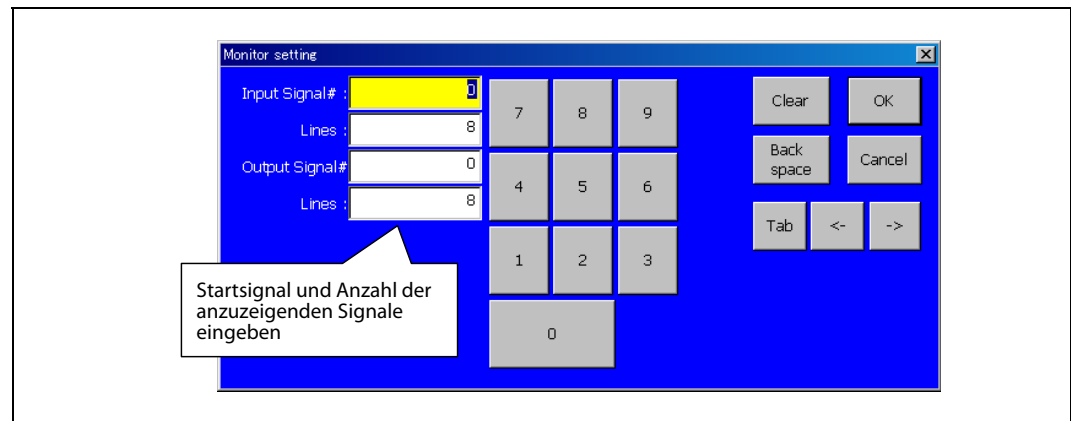 Monitor setting
Input Signal# : 0
Lines : 8
Output Signal# 0
Lines : 8
7 8 9
4 5 6
1 2 3
0
Clear OK
Back space Cancel
Tab <- ->
Startsignal und Anzahl der
anzuzeigenden Signale
eingeben